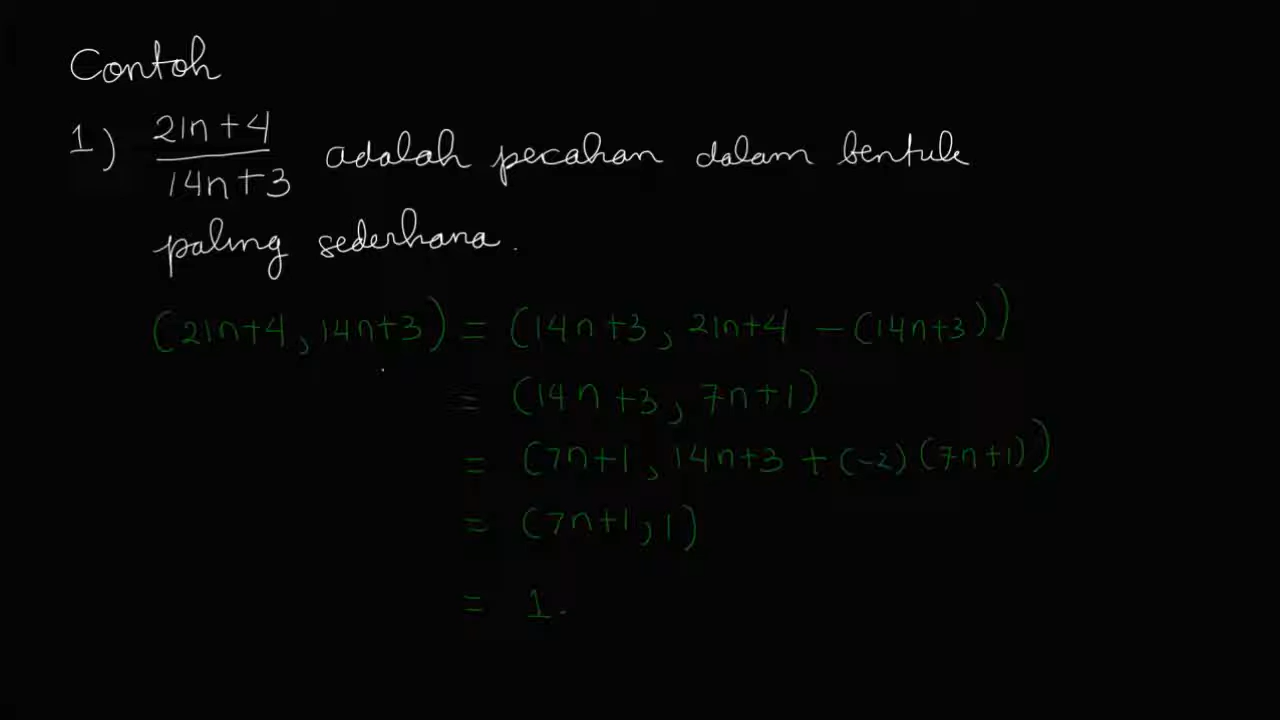 Contoh
1) \frac{21n+4}{14n+3} adalah pecahan dalam bentuk
paling sederhana.
(21n+4, 14n+3) = (14n+3, 21n+4 - (14n+3))
= (14n+3, 7n+1)
= (7n+1, 14n+3 + (-2)(7n+1))
= (7n+1, 1)
= 1.